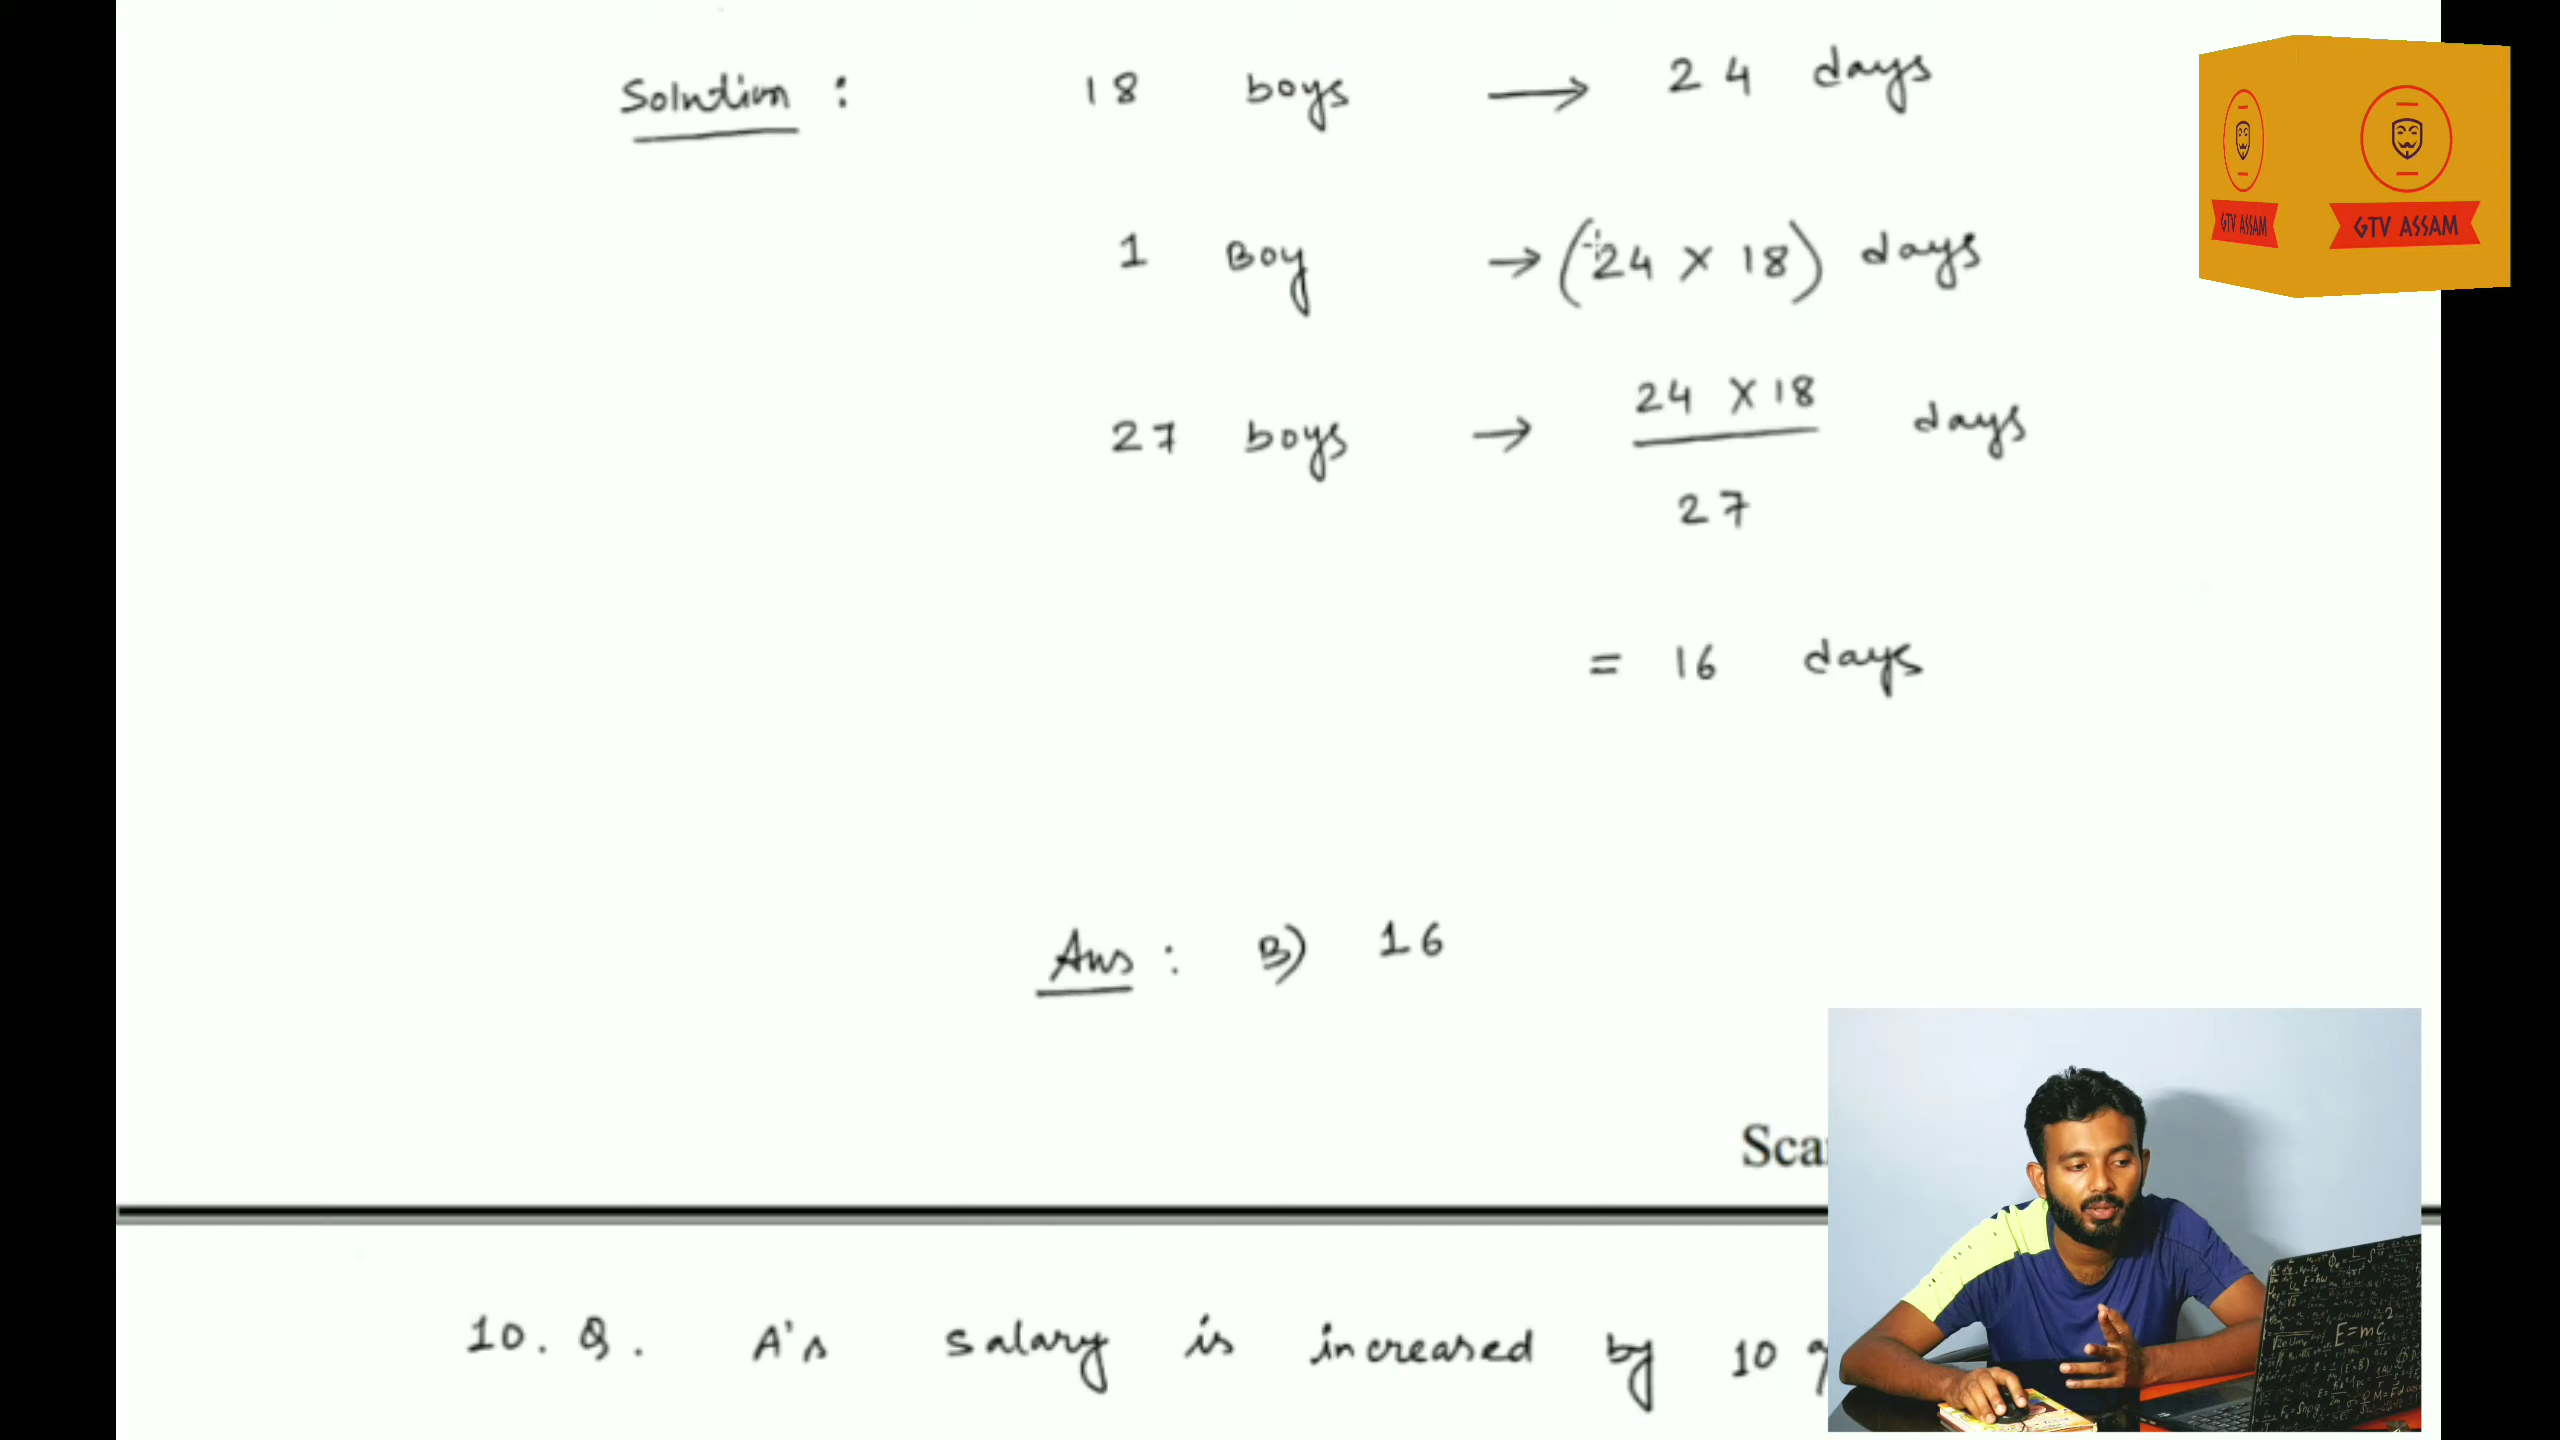 Solution : 18 boys → 24 days
1 Boy → (24 X 18) days
27 boys → 24 X 18 / 27 days
= 16 days
Ans : B) 16
10. Q. A's salary is increased by 10
GTV ASSAM
GTV ASSAM
E=mc²